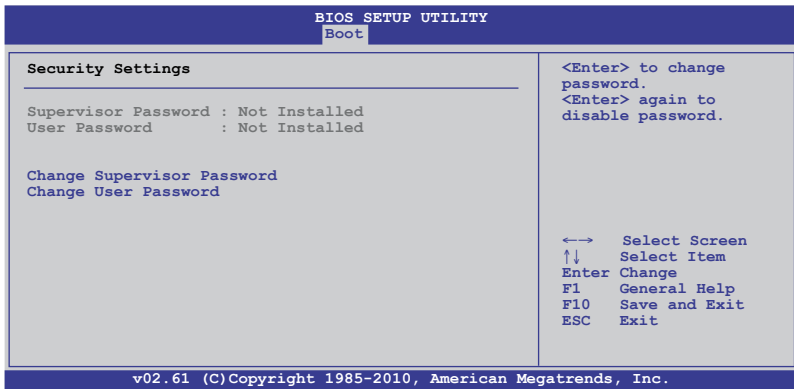 BIOS SETUP UTILITY
Boot
Security Settings
Supervisor Password : Not Installed
User Password : Not Installed
Change Supervisor Password
Change User Password
<Enter> to change
password.
<Enter> again to
disable password.
←→ Select Screen
↑↓ Select Item
Enter Change
F1 General Help
F10 Save and Exit
ESC Exit
v02.61 (C)Copyright 1985-2010, American Megatrends, Inc.